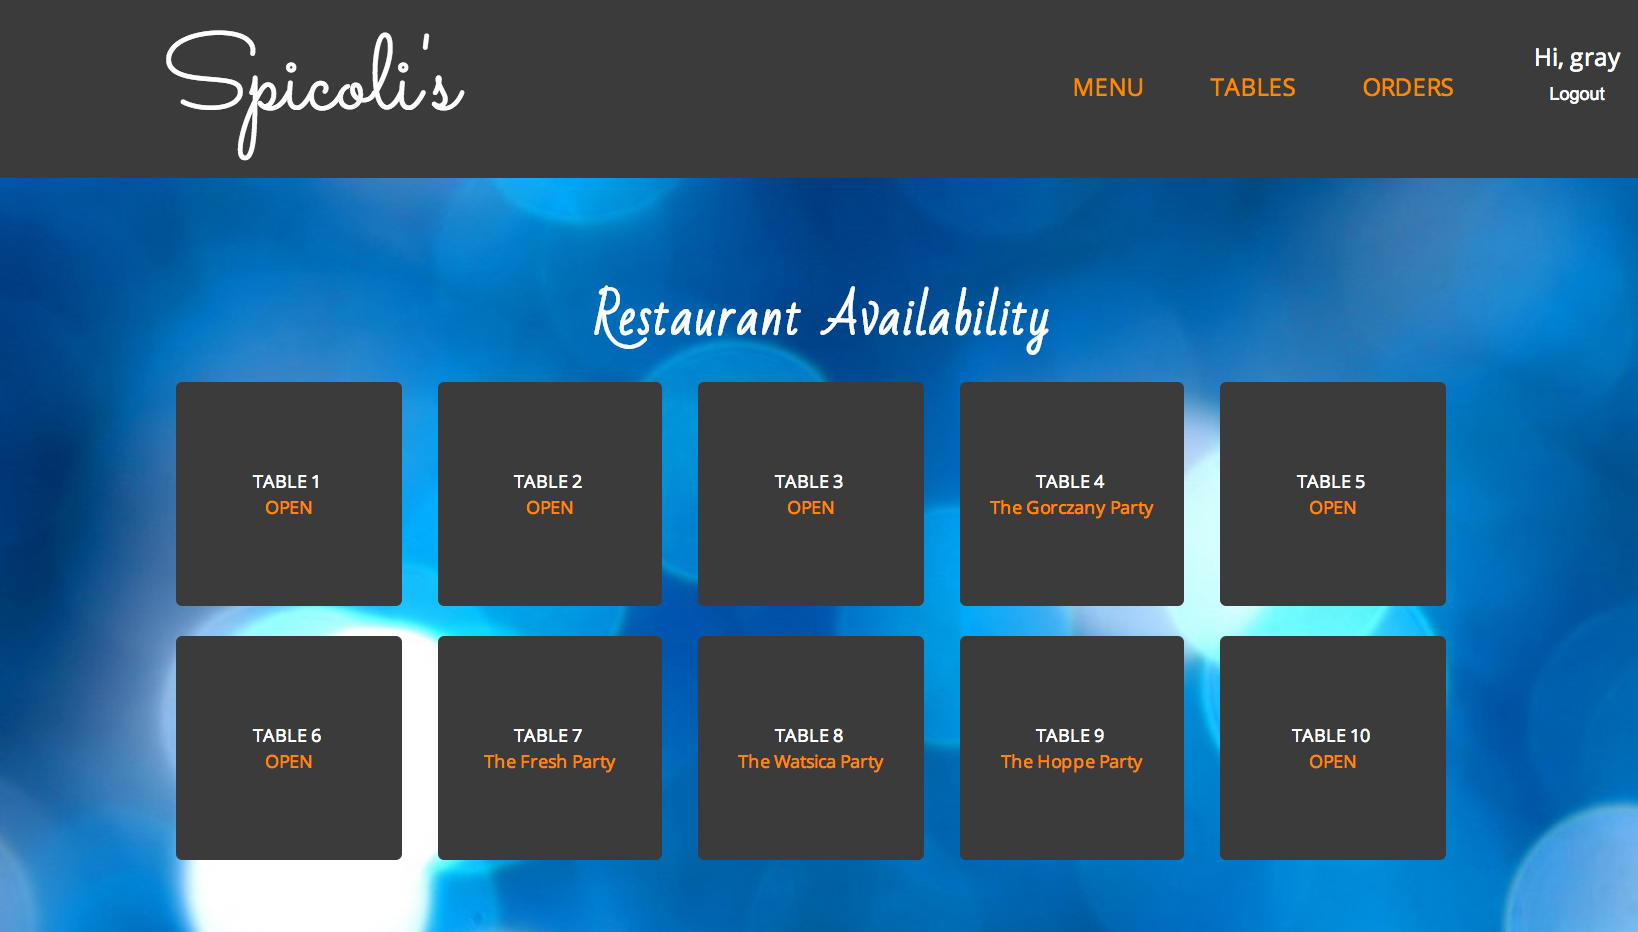 Spicoli's
MENU TABLES ORDERS
Hi, gray
Logout
Restaurant Availability
TABLE 1
OPEN
TABLE 2
OPEN
TABLE 3
OPEN
TABLE 4
The Gorczany Party
TABLE 5
OPEN
TABLE 6
OPEN
TABLE 7
The Fresh Party
TABLE 8
The Watsica Party
TABLE 9
The Hoppe Party
TABLE 10
OPEN